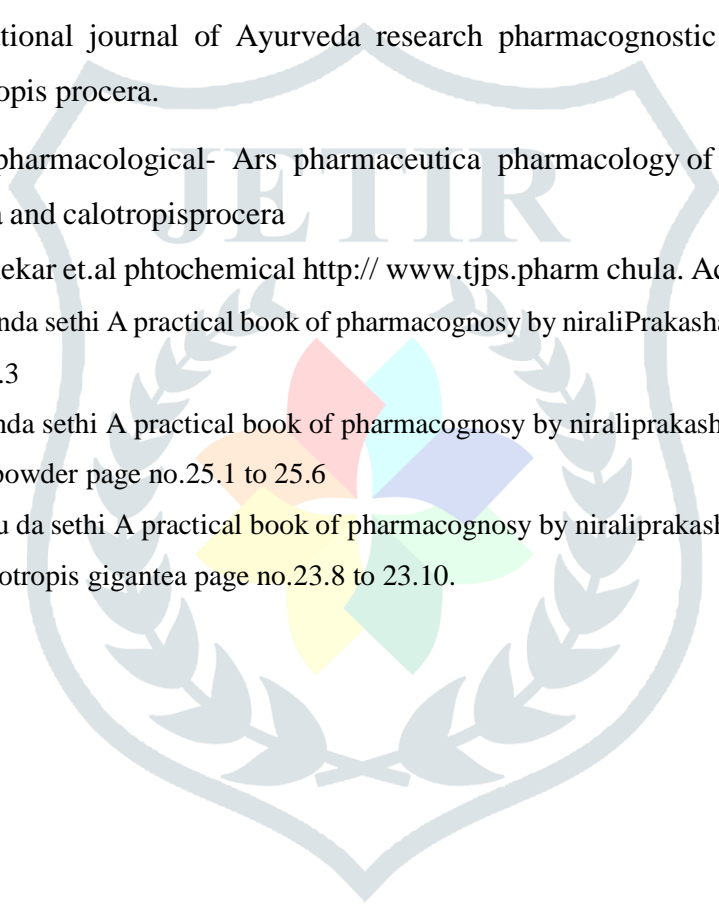 tional journal of Ayurveda research pharmacognostic
opis procera.
pharmacological- Ars pharmaceutica pharmacology of
a and calotropisprocera
ekar et.al phtochemical http:// www.tjps.pharm chula. Ac
nda sethi A practical book of pharmacognosy by niraliPrakasha
.3
nda sethi A practical book of pharmacognosy by niraliprakash
powder page no.25.1 to 25.6
u da sethi A practical book of pharmacognosy by niraliprakash
otropis gigantea page no.23.8 to 23.10.
JETIR